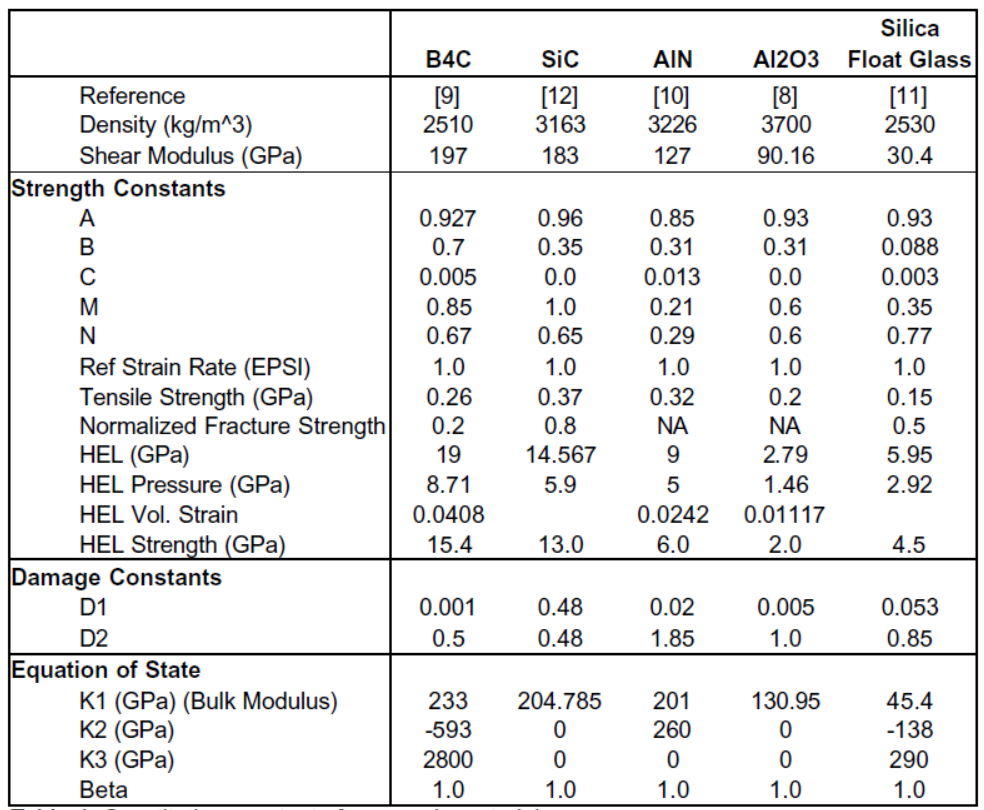 Silica
B4C SiC AlN Al2O3 Float Glass
Reference [9] [12] [10] [8] [11]
Density (kg/m^3) 2510 3163 3226 3700 2530
Shear Modulus (GPa) 197 183 127 90.16 30.4
Strength Constants
A 0.927 0.96 0.85 0.93 0.93
B 0.7 0.35 0.31 0.31 0.088
C 0.005 0.0 0.013 0.0 0.003
M 0.85 1.0 0.21 0.6 0.35
N 0.67 0.65 0.29 0.6 0.77
Ref Strain Rate (EPSI) 1.0 1.0 1.0 1.0 1.0
Tensile Strength (GPa) 0.26 0.37 0.32 0.2 0.15
Normalized Fracture Strength 0.2 0.8 NA NA 0.5
HEL (GPa) 19 14.567 9 2.79 5.95
HEL Pressure (GPa) 8.71 5.9 5 1.46 2.92
HEL Vol. Strain 0.0408 0.0242 0.01117
HEL Strength (GPa) 15.4 13.0 6.0 2.0 4.5
Damage Constants
D1 0.001 0.48 0.02 0.005 0.053
D2 0.5 0.48 1.85 1.0 0.85
Equation of State
K1 (GPa) (Bulk Modulus) 233 204.785 201 130.95 45.4
K2 (GPa) -593 0 260 0 -138
K3 (GPa) 2800 0 0 0 290
Beta 1.0 1.0 1.0 1.0 1.0